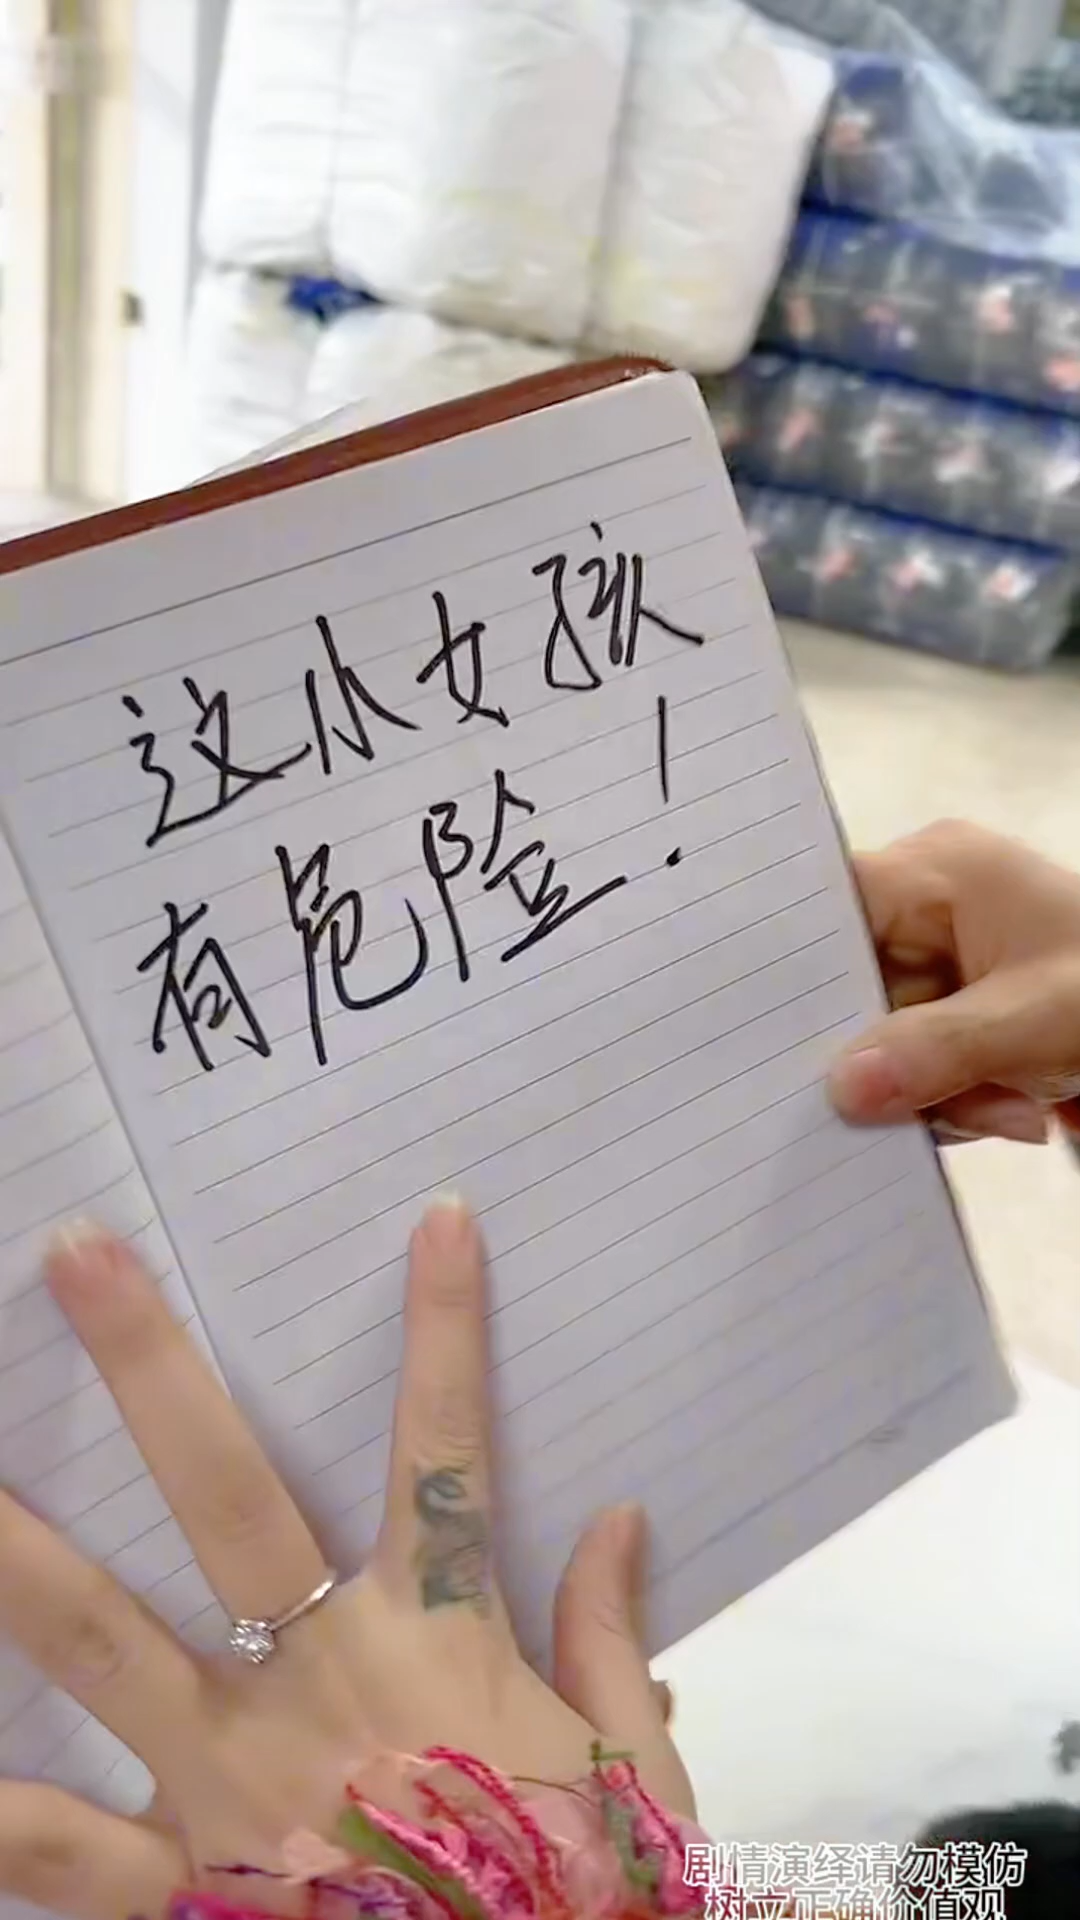 这小女孩
有危险!
剧情演绎请勿模仿
树立正确价值观